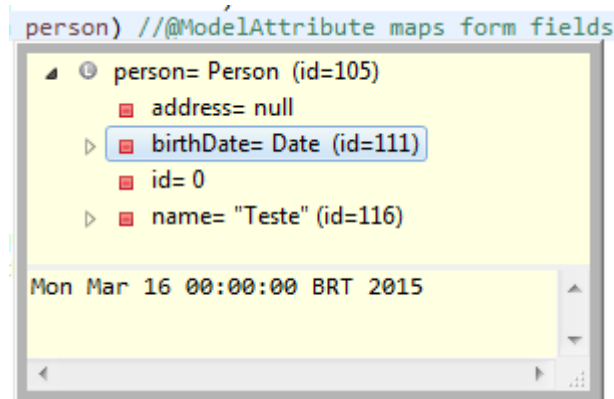 person) //@ModelAttribute maps form fields
person= Person (id=105)
address= null
birthDate= Date (id=111)
id= 0
name= "Teste" (id=116)
Mon Mar 16 00:00:00 BRT 2015